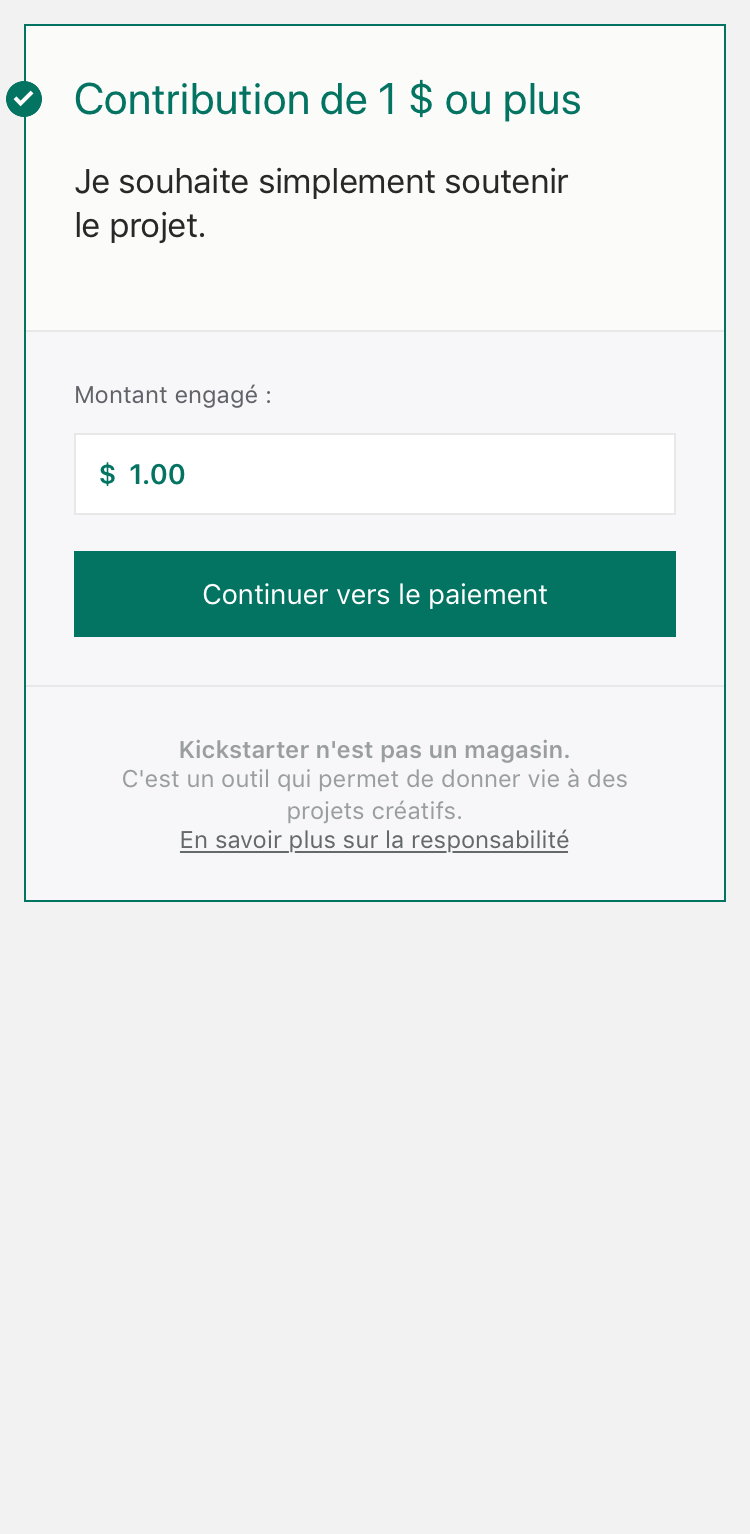 Contribution de 1 $ ou plus
Je souhaite simplement soutenir
le projet.
Montant engagé :
$ 1.00
Continuer vers le paiement
Kickstarter n'est pas un magasin.
C'est un outil qui permet de donner vie à des
projets créatifs.
En savoir plus sur la responsabilité